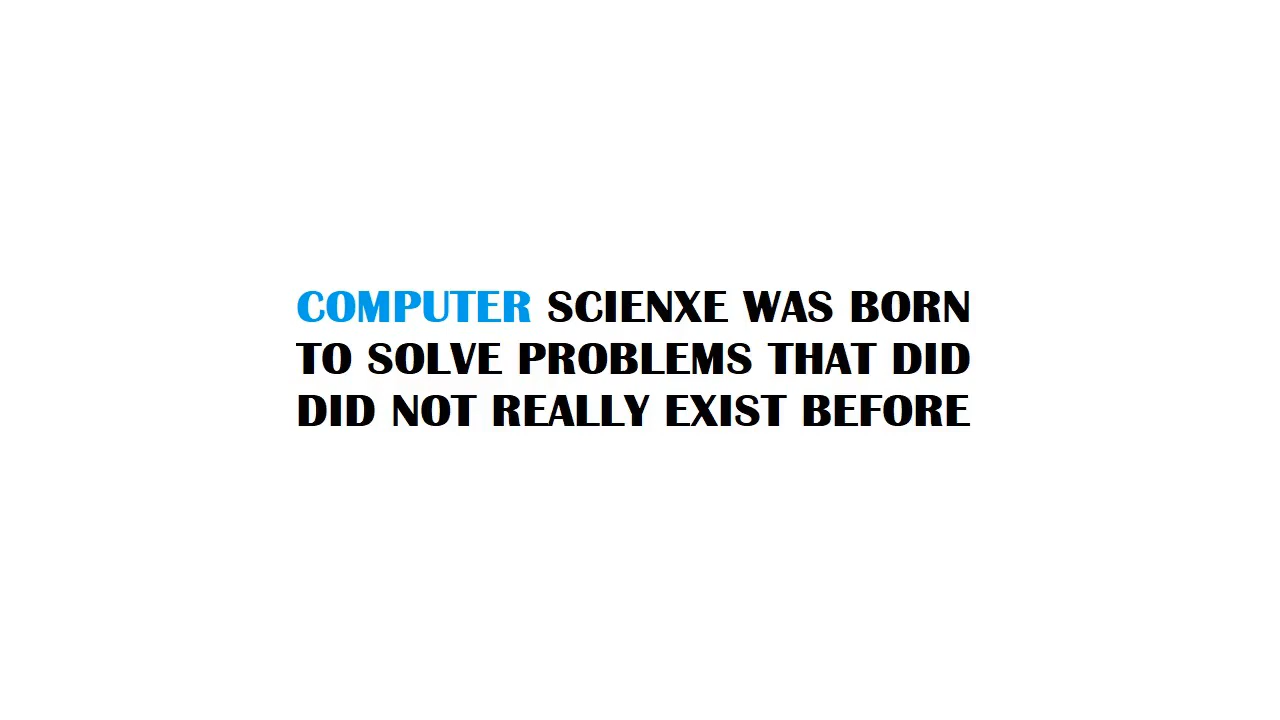 COMPUTER SCIENXE WAS BORN
TO SOLVE PROBLEMS THAT DID
DID NOT REALLY EXIST BEFORE